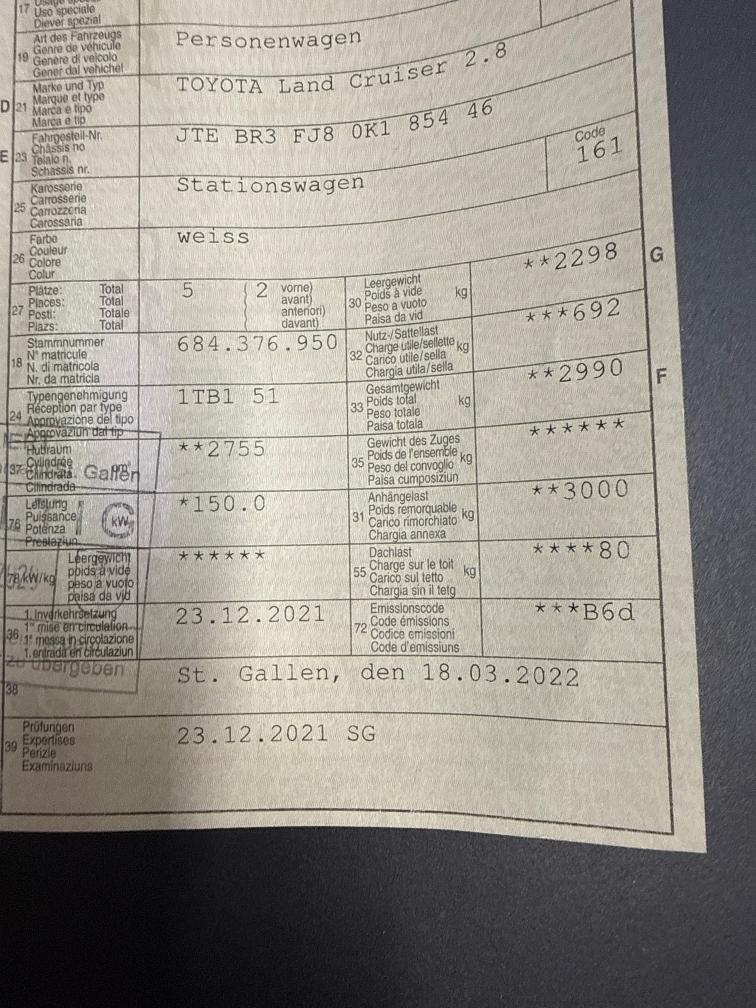 17 Uso speciale
Diever spezial
Art des Fahrzeugs
Genre de véhicule
19 Genere di veicolo
Gener dal vehichel
Personenwagen
Marke und Typ
D 21 Marque et type
Marca e tipo
Marca e tip
TOYOTA Land Cruiser 2.8
Fahrgestell-Nr.
Châssis no
E 23 Telaio n.
Schassis nr.
JTE BR3 FJ8 0K1 854 46
Karosserie
Carrosserie
25 Carrozzeria
Carossaria
Stationswagen
Code
161
Farbe
Couleur
26 Colore
Colur
weiss
Plätze: Total
Places: Total
27 Posti: Totale
Plazs: Total
5 ( 2 vorne)
avant)
anteriori)
davant)
Leergewicht
Poids à vide
30 Peso a vuoto kg
Paisa da vid
**2298 G
Stammnummer
N° matricule
18 N. di matricola
Nr. da matricla
684.376.950
Nutz-/Sattellast
32 Charge utile/sellette kg
Carico utile/sella
Chargia utila/sella
***692
Typengenehmigung
Réception par type
24 Approvazione del tipo
Approvaziun dal tip
1TB1 51
Gesamtgewicht
33 Poids total kg
Peso totale
Paisa totala
**2990 F
Hubraum
Cylindrée
37 Cilindrata
Cilindrada
Gallen
**2755
Gewicht des Zuges
35 Poids de l'ensemble kg
Peso del convoglio
Paisa cumposiziun
******
Leistung
Puissance
76 Potenza
Prestaziun
kW
*150.0
Anhängelast
31 Poids remorquable kg
Carico rimorchiato
Chargia annexa
**3000
Leergewicht
78 kW/kg poids à vide
peso a vuoto
paisa da vid
******
Dachlast
55 Charge sur le toit kg
Carico sul tetto
Chargia sin il tetg
****80
1. Inverkehrsetzung
1re mise en circulation
36 1a messa in circolazione
1. entrada en circulaziun
23.12.2021
Emissionscode
72 Code émissions
Codice emissioni
Code d'emissiuns
***B6d
zu übergeben
38
St. Gallen, den 18.03.2022
Prüfungen
39 Expertises
Perizie
Examinaziuns
23.12.2021 SG